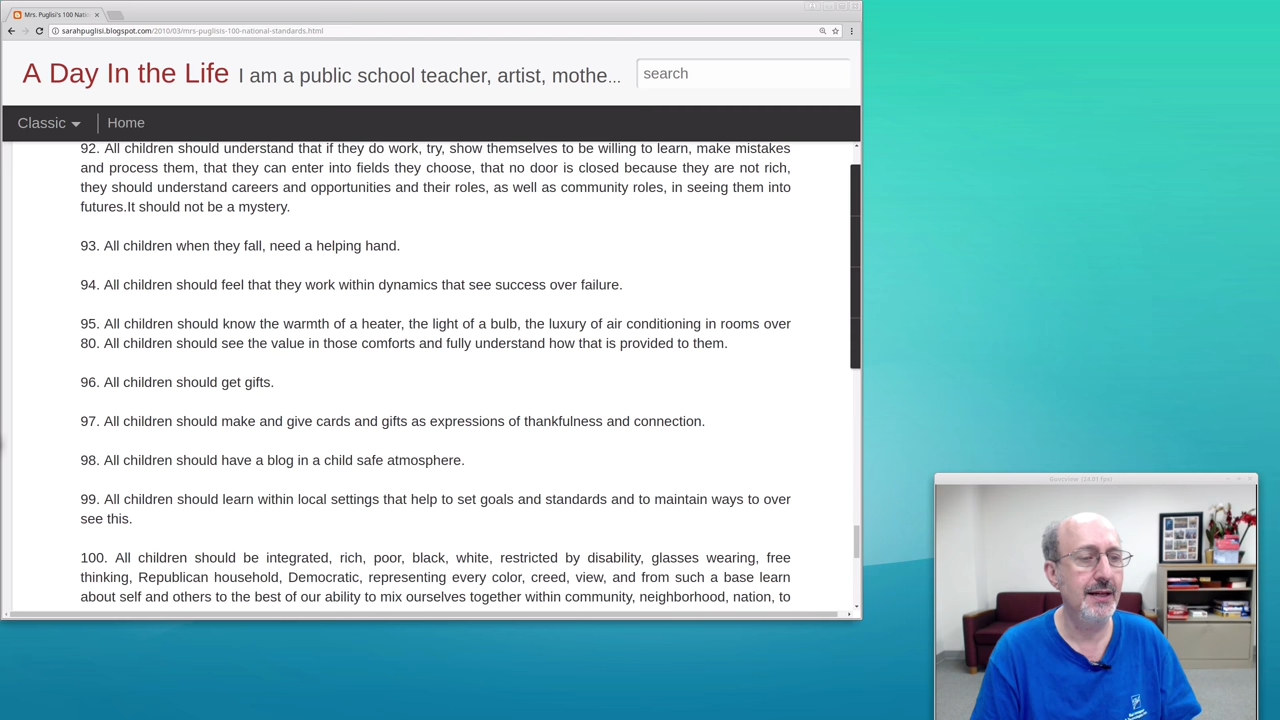 Mrs. Puglisi's 100 Nati
sarahpuglisi.blogspot.com/2010/03/mrs-puglisis-100-national-standards.html
A Day In the Life I am a public school teacher, artist, mothe...
search
Classic
Home
92. All children should understand that if they do work, try, show themselves to be willing to learn, make mistakes
and process them, that they can enter into fields they choose, that no door is closed because they are not rich,
they should understand careers and opportunities and their roles, as well as community roles, in seeing them into
futures.It should not be a mystery.
93. All children when they fall, need a helping hand.
94. All children should feel that they work within dynamics that see success over failure.
95. All children should know the warmth of a heater, the light of a bulb, the luxury of air conditioning in rooms over
80. All children should see the value in those comforts and fully understand how that is provided to them.
96. All children should get gifts.
97. All children should make and give cards and gifts as expressions of thankfulness and connection.
98. All children should have a blog in a child safe atmosphere.
99. All children should learn within local settings that help to set goals and standards and to maintain ways to over
see this.
100. All children should be integrated, rich, poor, black, white, restricted by disability, glasses wearing, free
thinking, Republican household, Democratic, representing every color, creed, view, and from such a base learn
about self and others to the best of our ability to mix ourselves together within community, neighborhood, nation, to